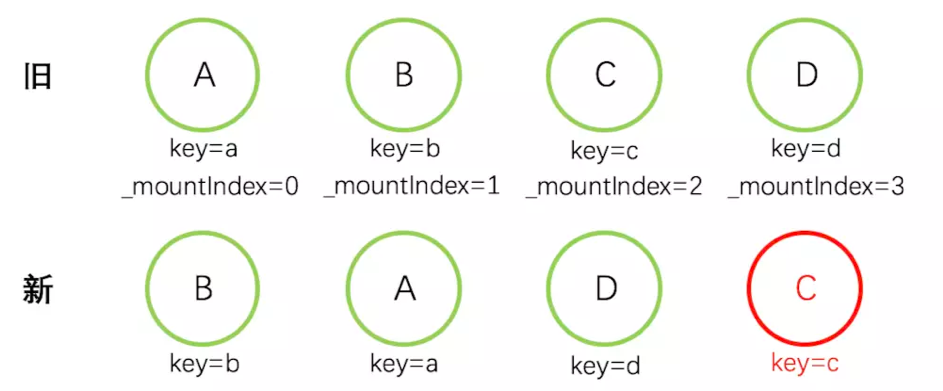 旧 A B C D
key=a key=b key=c key=d
_mountIndex=0 _mountIndex=1 _mountIndex=2 _mountIndex=3
新 B A D C
key=b key=a key=d key=c